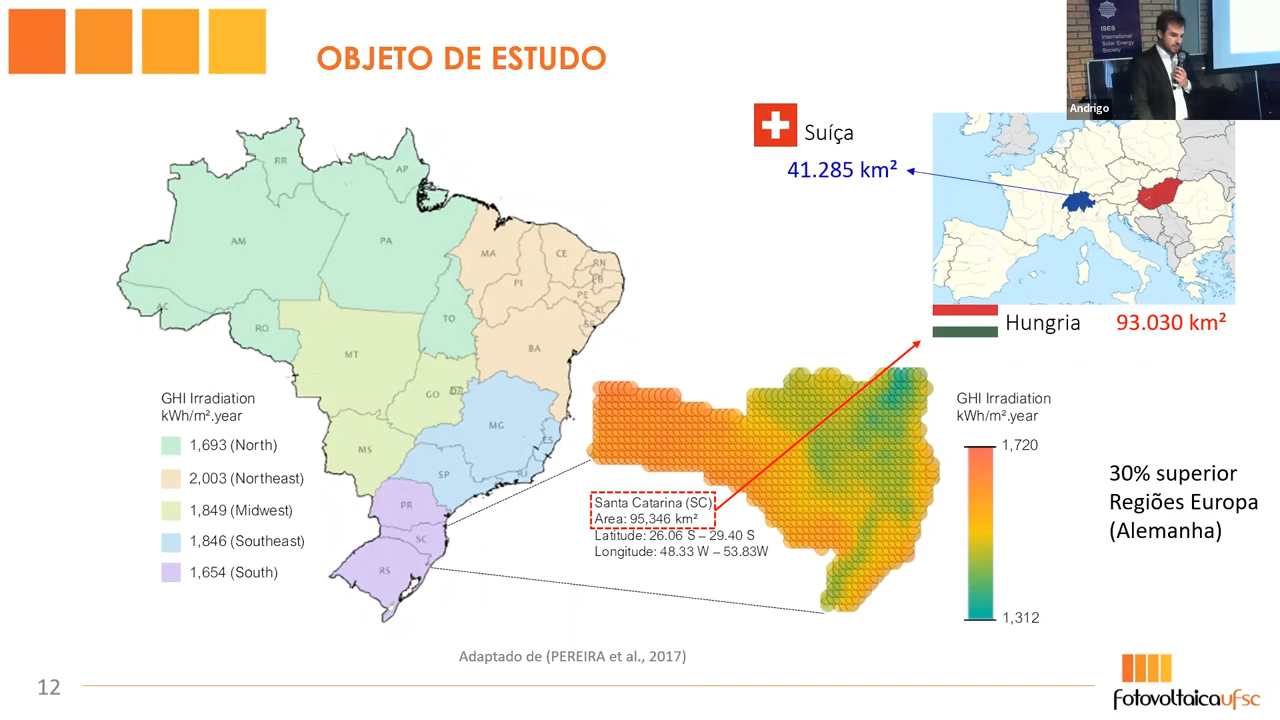 OBJETO DE ESTUDO
ISES
International
Solar Energy
Society
Andrigo
Suíça
41.285 km²
Hungria
93.030 km²
RR
AP
AM
PA
MA
CE
RN
PB
PI
PE
AL
SE
AC
RO
TO
BA
MT
GO
DF
MG
ES
MS
SP
RJ
PR
SC
RS
GHI Irradiation
kWh/m².year
1,693 (North)
2,003 (Northeast)
1,849 (Midwest)
1,846 (Southeast)
1,654 (South)
Santa Catarina (SC)
Area: 95,346 km²
Latitude: 26.06 S – 29.40 S
Longitude: 48.33 W – 53.83W
GHI Irradiation
kWh/m².year
1,720
1,312
30% superior
Regiões Europa
(Alemanha)
Adaptado de (PEREIRA et al., 2017)
12
fotovoltaicaufsc